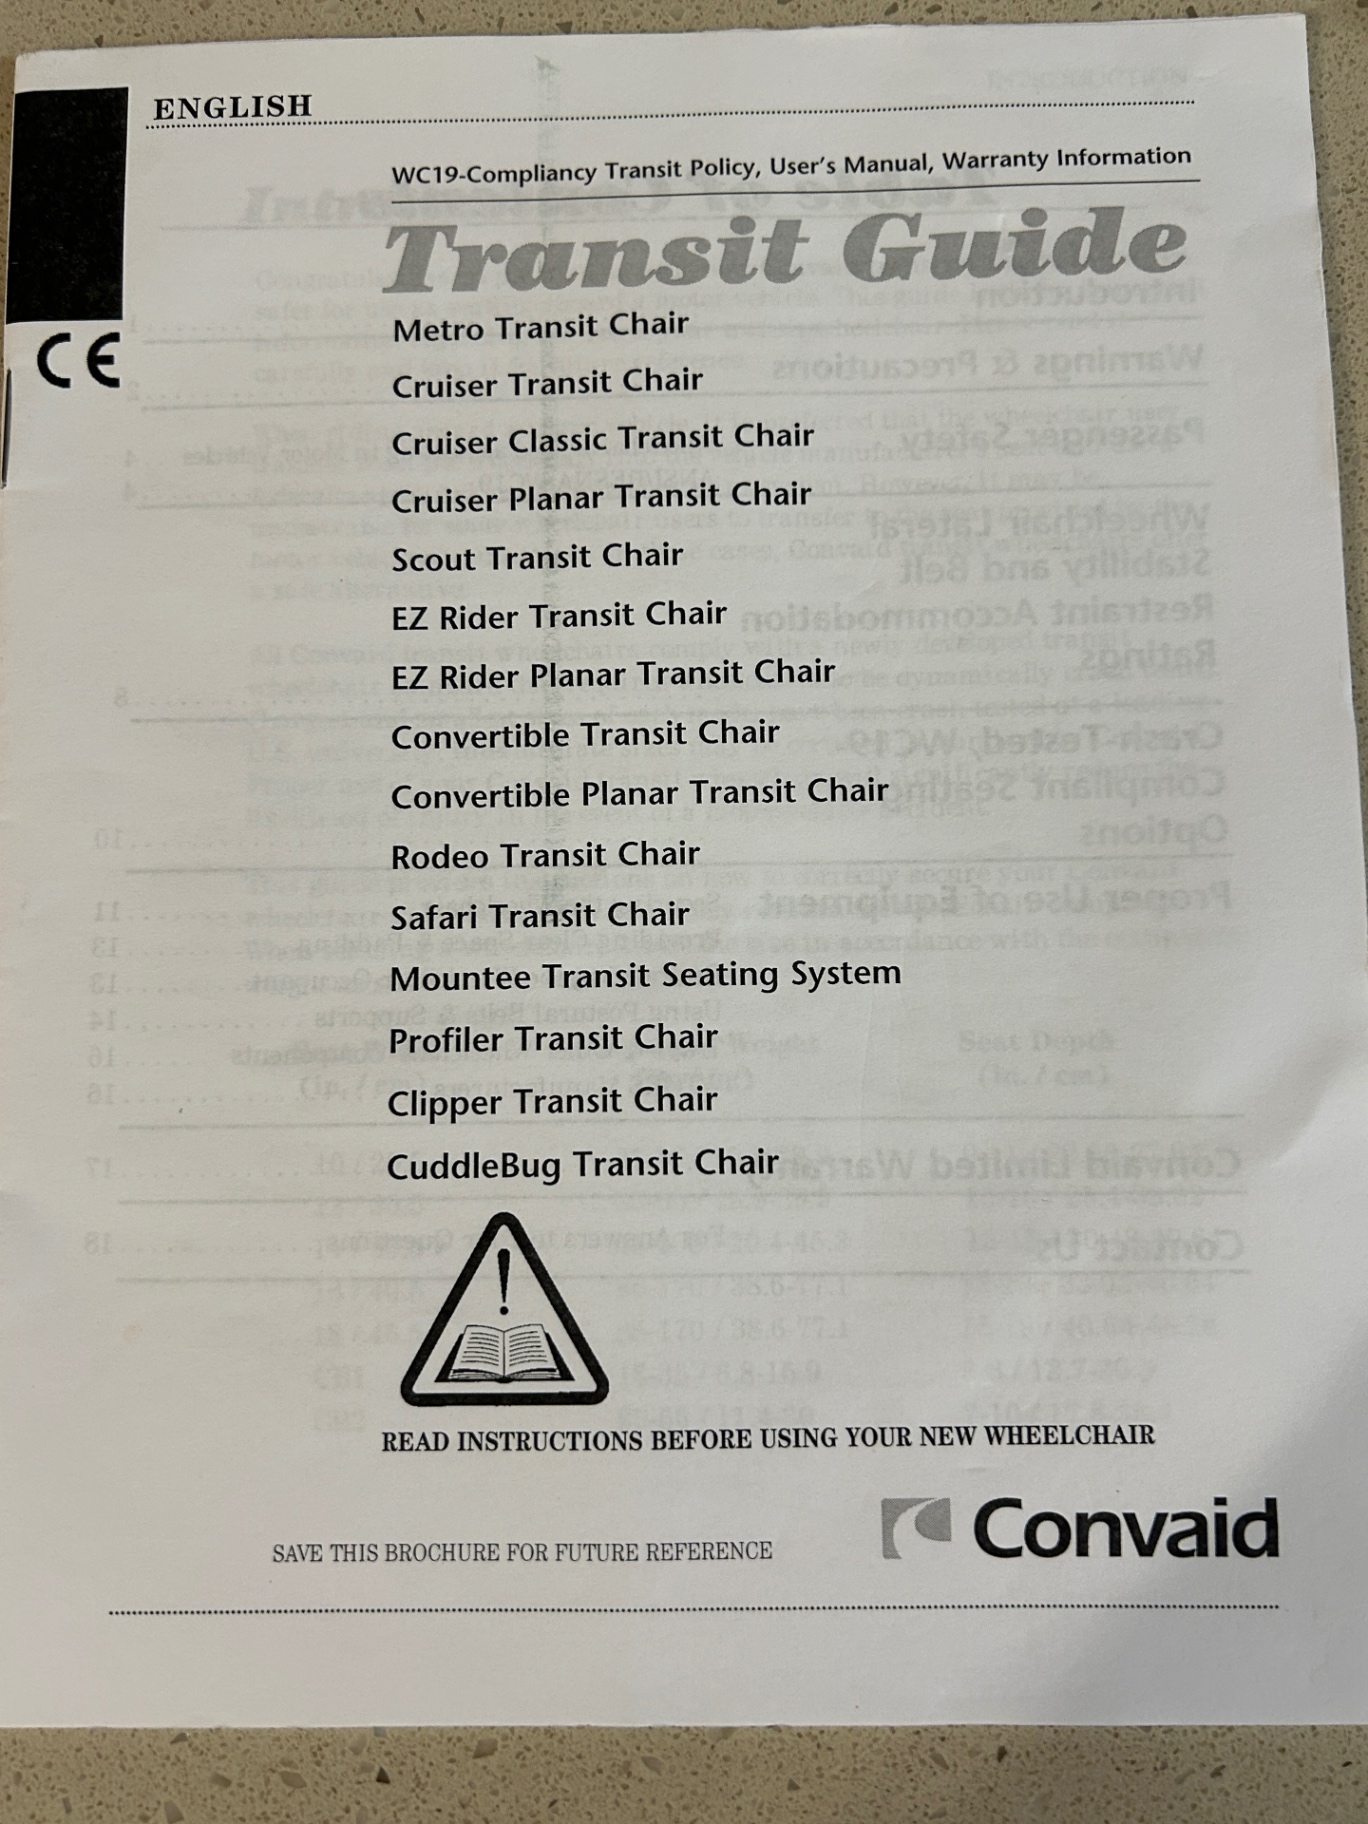 ENGLISH
WC19-Compliancy Transit Policy, User's Manual, Warranty Information
Transit Guide
Metro Transit Chair
CE
Cruiser Transit Chair
Cruiser Classic Transit Chair
Cruiser Planar Transit Chair
Scout Transit Chair
EZ Rider Transit Chair
EZ Rider Planar Transit Chair
Convertible Transit Chair
Convertible Planar Transit Chair
Rodeo Transit Chair
Safari Transit Chair
Mountee Transit Seating System
Profiler Transit Chair
Clipper Transit Chair
CuddleBug Transit Chair
!
READ INSTRUCTIONS BEFORE USING YOUR NEW WHEELCHAIR
SAVE THIS BROCHURE FOR FUTURE REFERENCE
Convaid